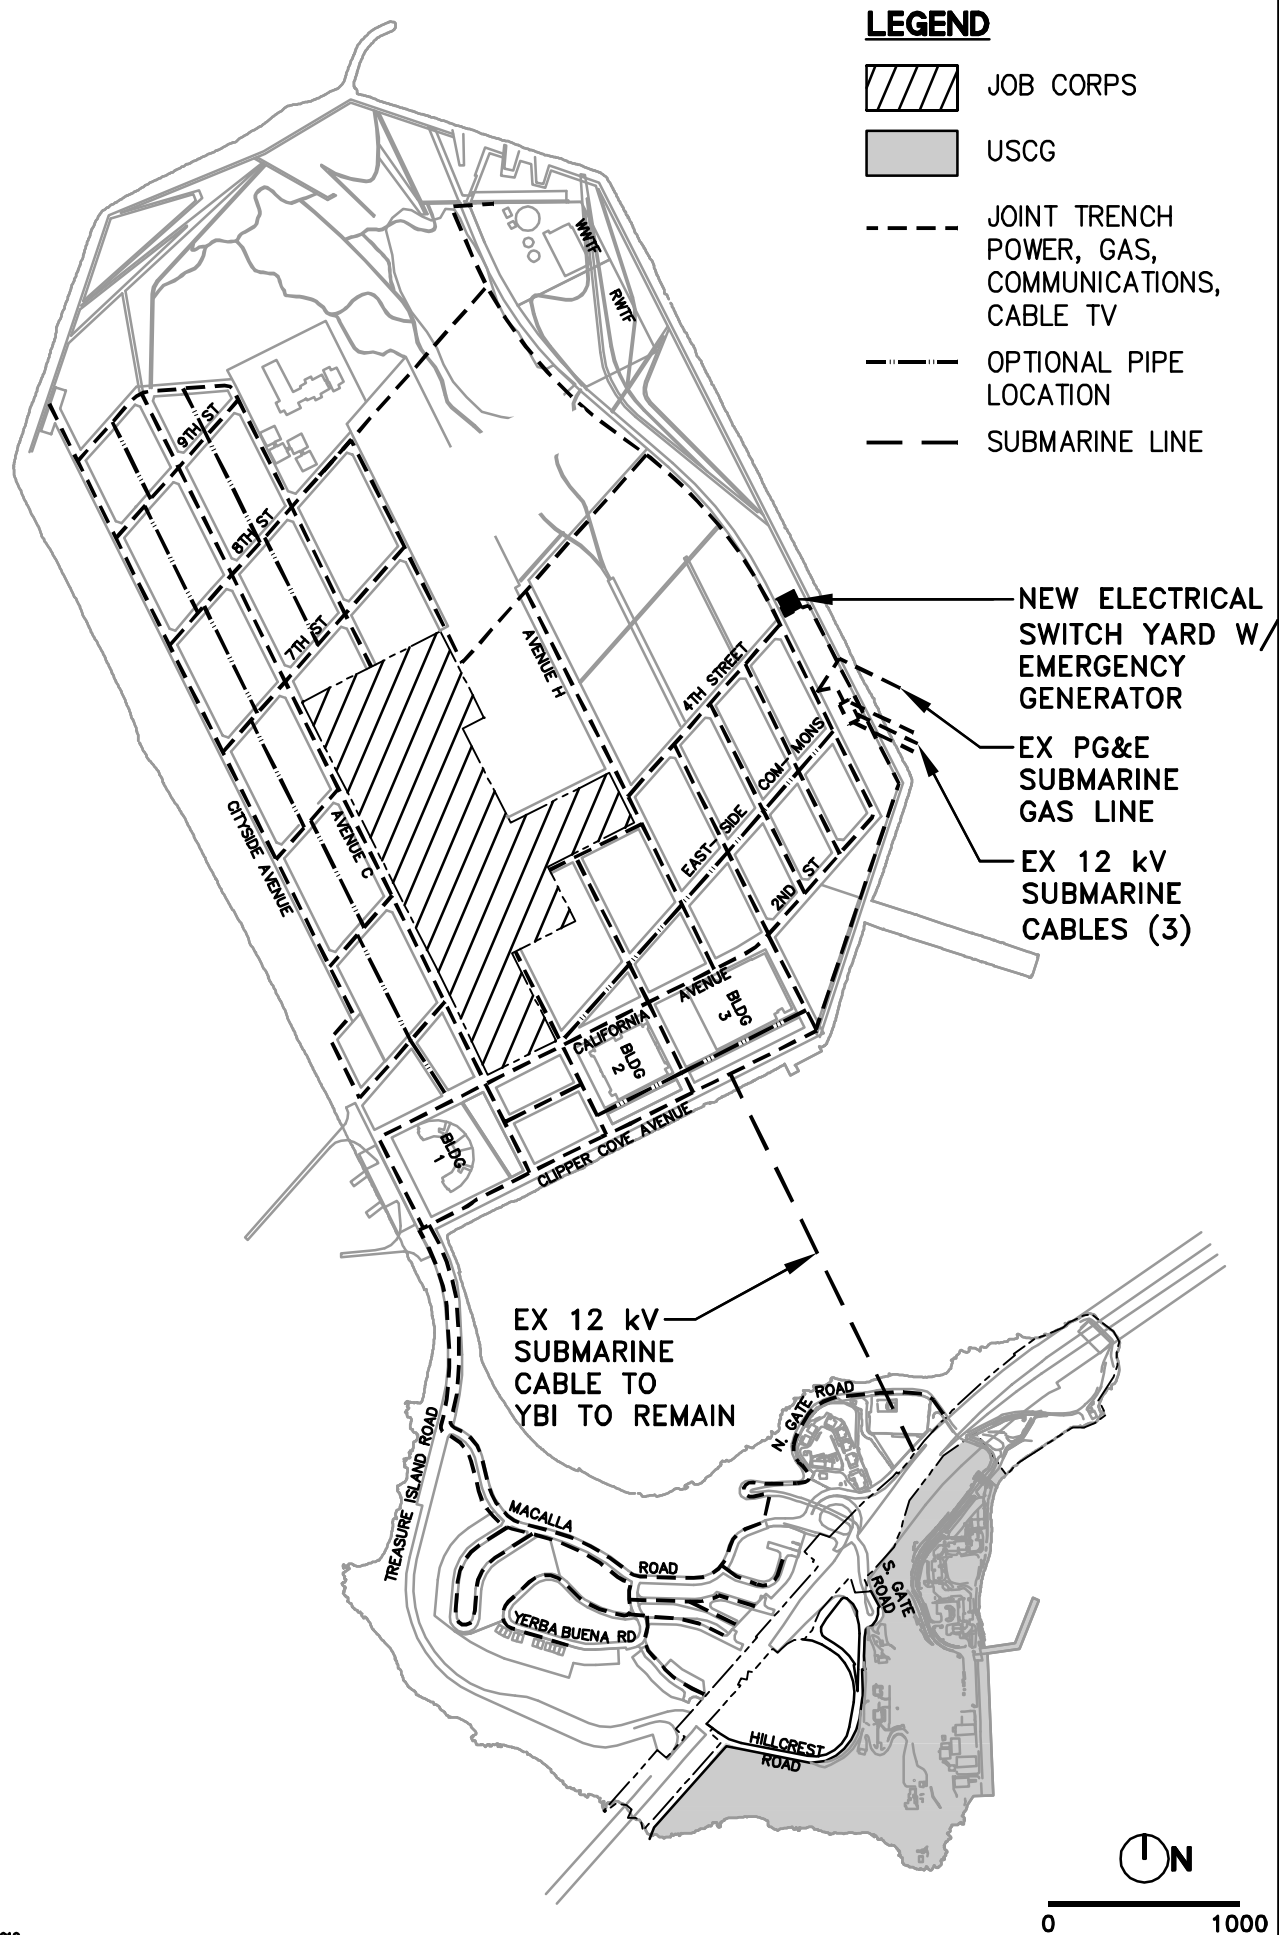 LEGEND
JOB CORPS
USCG
JOINT TRENCH
POWER, GAS,
COMMUNICATIONS,
CABLE TV
OPTIONAL PIPE
LOCATION
SUBMARINE LINE
WWTF
RWTF
9TH ST
8TH ST
7TH ST
NEW ELECTRICAL
SWITCH YARD W/
EMERGENCY
GENERATOR
AVENUE H
4TH STREET
EX PG&E
SUBMARINE
GAS LINE
EAST-SIDE COM-MONS
CITYSIDE AVENUE
AVENUE C
2ND ST
EX 12 kV
SUBMARINE
CABLES (3)
CALIFORNIA AVENUE
BLDG
3
BLDG
2
BLDG
1
CLIPPER COVE AVENUE
EX 12 kV
SUBMARINE
CABLE TO
YBI TO REMAIN
N. GATE ROAD
TREASURE ISLAND ROAD
MACALLA ROAD
S. GATE
ROAD
YERBA BUENA RD
HILLCREST
ROAD
N
0 1000